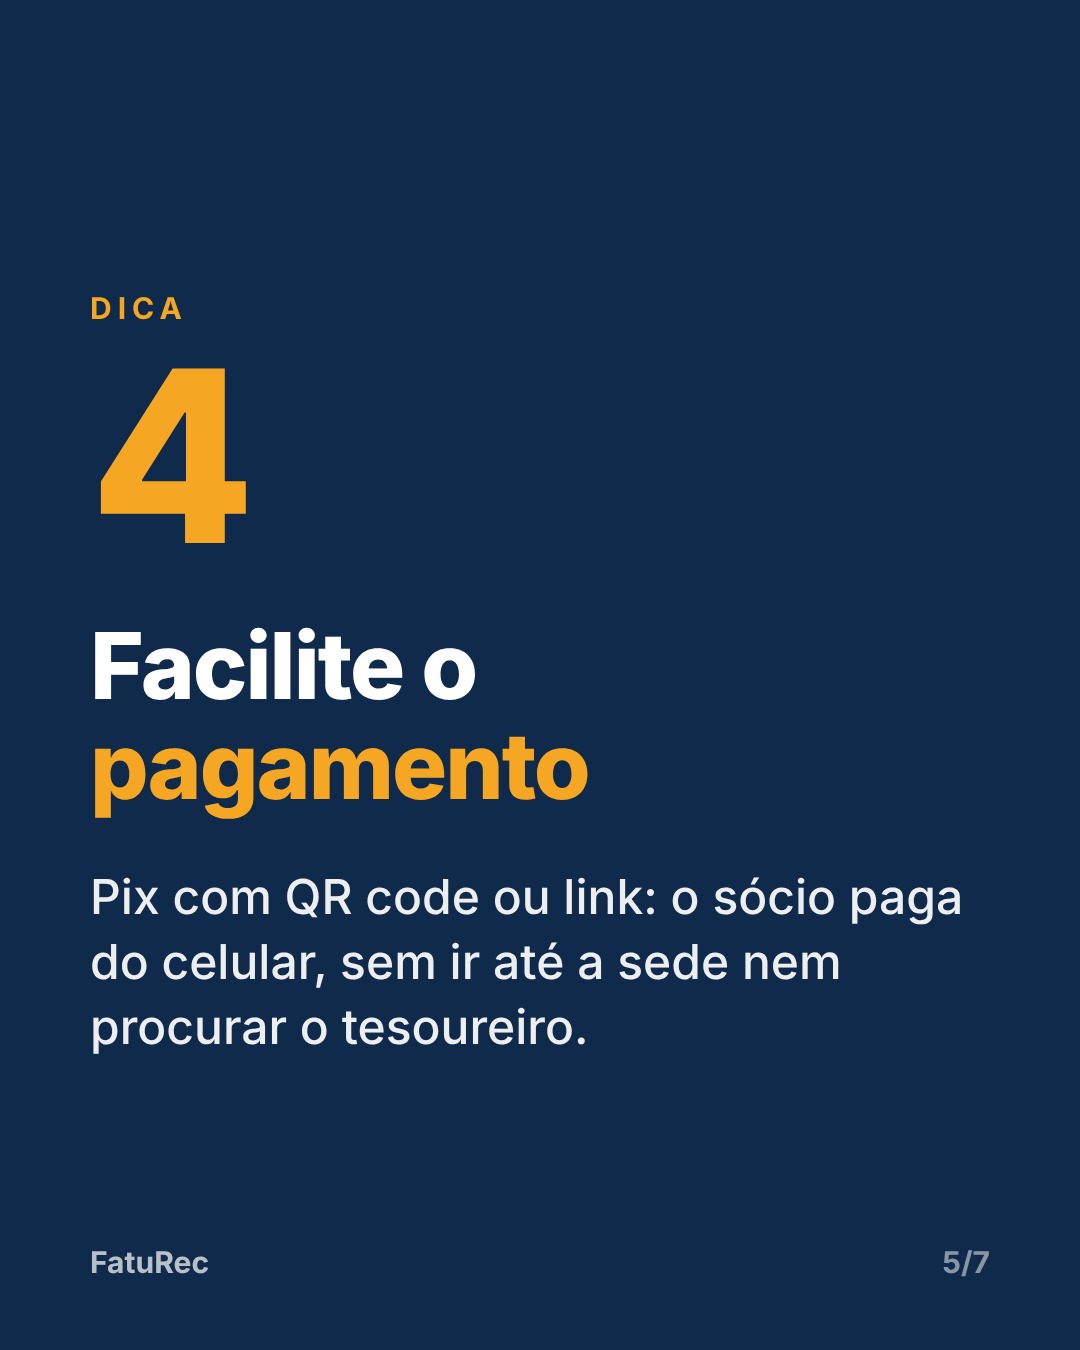 DICA
4
Facilite o
pagamento
Pix com QR code ou link: o sócio paga
do celular, sem ir até a sede nem
procurar o tesoureiro.
FatuRec
5/7